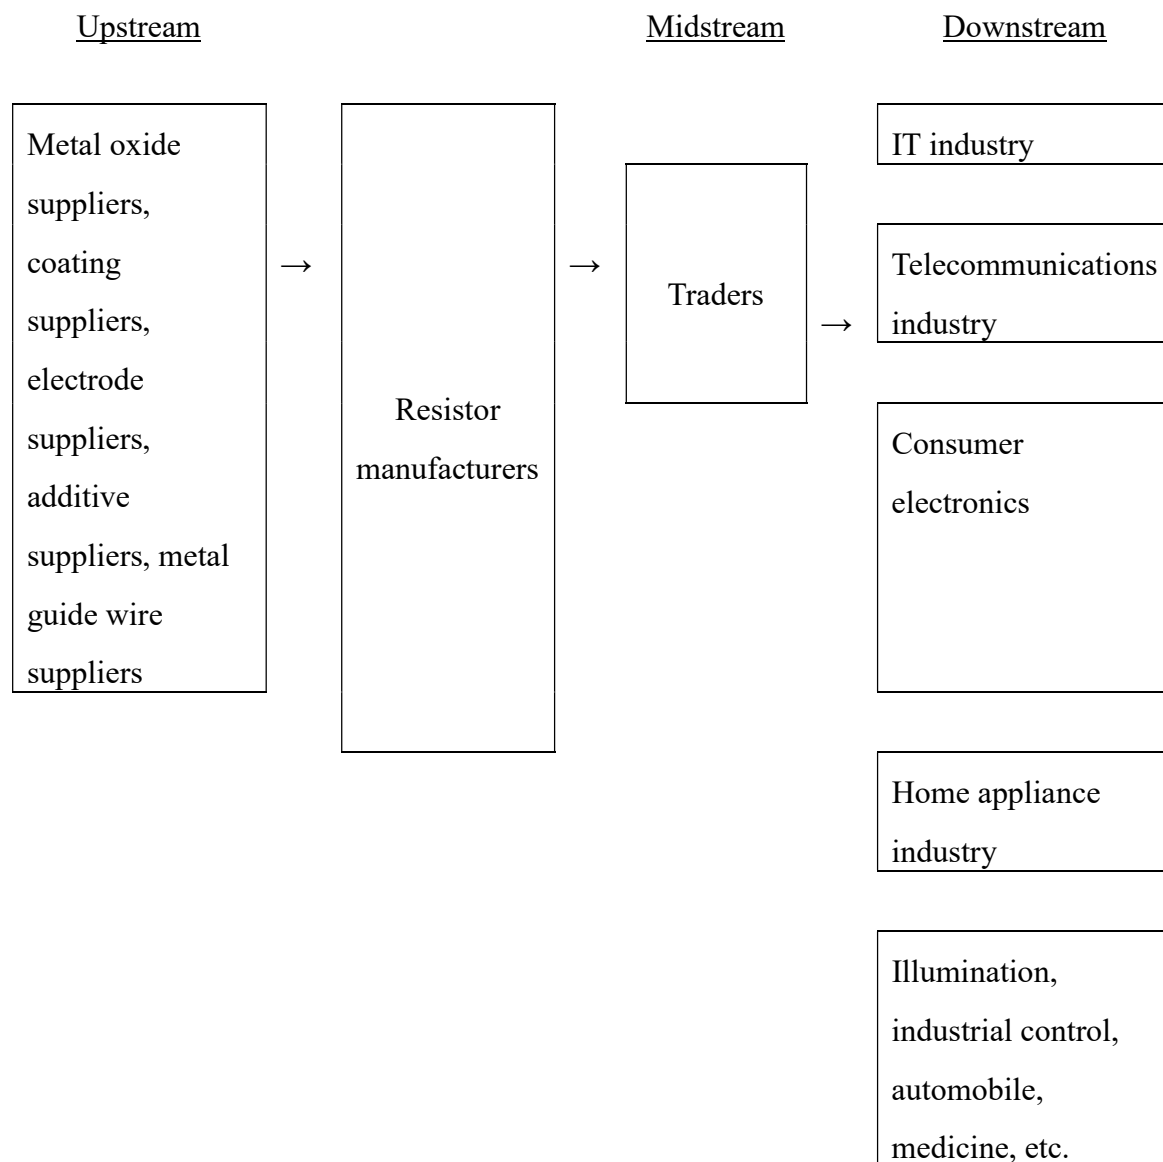 Upstream
Midstream
Downstream
Metal oxide
suppliers,
coating
suppliers,
electrode
suppliers,
additive
suppliers, metal
guide wire
suppliers
→
Resistor
manufacturers
→
Traders
→
IT industry
Telecommunications
industry
Consumer
electronics
Home appliance
industry
Illumination,
industrial control,
automobile,
medicine, etc.